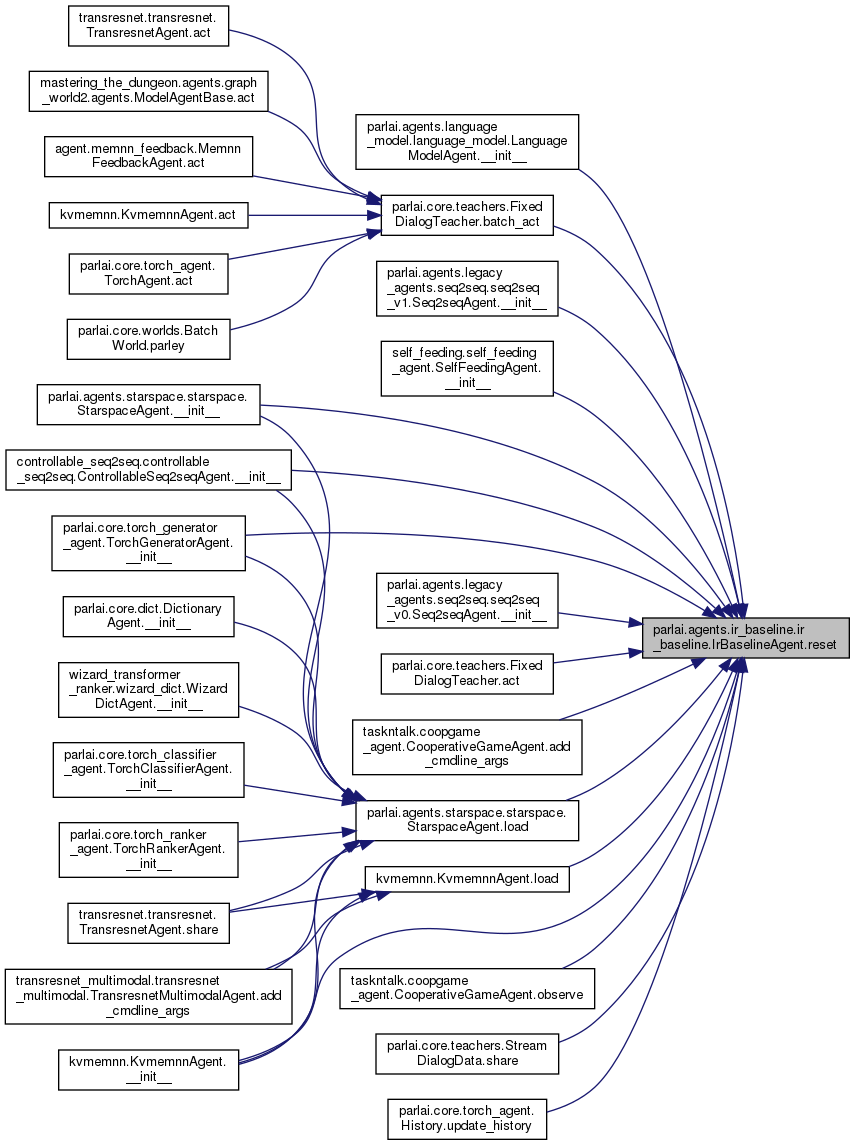 transresnet.transresnet.
TransresnetAgent.act
mastering_the_dungeon.agents.graph
_world2.agents.ModelAgentBase.act
agent.memnn_feedback.Memnn
FeedbackAgent.act
kvmemnn.KvmemnnAgent.act
parlai.core.torch_agent.
TorchAgent.act
parlai.core.worlds.Batch
World.parley
parlai.agents.starspace.starspace.
StarspaceAgent.__init__
controllable_seq2seq.controllable
_seq2seq.ControllableSeq2seqAgent.__init__
parlai.core.torch_generator
_agent.TorchGeneratorAgent.
__init__
parlai.core.dict.Dictionary
Agent.__init__
wizard_transformer
_ranker.wizard_dict.Wizard
DictAgent.__init__
parlai.core.torch_classifier
_agent.TorchClassifierAgent.
__init__
parlai.core.torch_ranker
_agent.TorchRankerAgent.
__init__
transresnet.transresnet.
TransresnetAgent.share
transresnet_multimodal.transresnet
_multimodal.TransresnetMultimodalAgent.add
_cmdline_args
kvmemnn.KvmemnnAgent.
__init__
parlai.agents.language
_model.language_model.Language
ModelAgent.__init__
parlai.core.teachers.Fixed
DialogTeacher.batch_act
parlai.agents.legacy
_agents.seq2seq.seq2seq
_v1.Seq2seqAgent.__init__
self_feeding.self_feeding
_agent.SelfFeedingAgent.
__init__
parlai.agents.legacy
_agents.seq2seq.seq2seq
_v0.Seq2seqAgent.__init__
parlai.core.teachers.Fixed
DialogTeacher.act
taskntalk.coopgame
_agent.CooperativeGameAgent.add
_cmdline_args
parlai.agents.starspace.starspace.
StarspaceAgent.load
kvmemnn.KvmemnnAgent.load
taskntalk.coopgame
_agent.CooperativeGameAgent.observe
parlai.core.teachers.Stream
DialogData.share
parlai.core.torch_agent.
History.update_history
parlai.agents.ir_baseline.ir
_baseline.IrBaselineAgent.reset